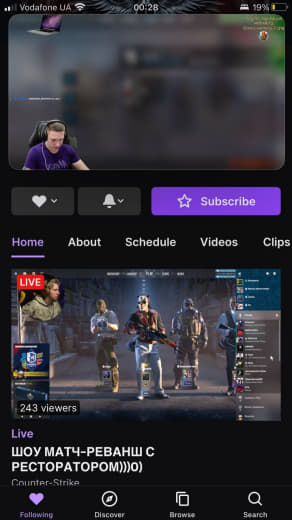 Vodafone UA
00:28
19%
Subscribe
Home
About
Schedule
Videos
Clips
LIVE
243 viewers
Live
ШОУ МАТЧ-РЕВАНШ С
РЕСТОРАТОРОМ)))0)
Counter-Strike
Following
Discover
Browse
Search